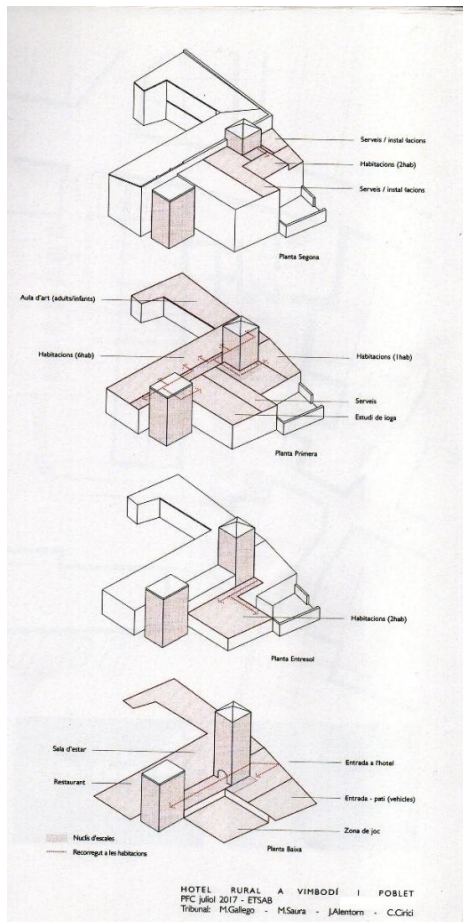 Serveis / instal·lacions
Habitacions (2hab)
Serveis / instal·lacions
Planta Segona
Aula d'art (adults/infants)
Habitacions (6hab)
Habitacions (1hab)
Serveis
Estudi de ioga
Planta Primera
Habitacions (2hab)
Planta Entresol
Sala d'estar
Restaurant
Entrada a l'hotel
Entrada - pati (vehicles)
Zona de joc
Planta Baixa
Nuclis d'escales
Recorregut a les habitacions
HOTEL RURAL A VIMBODÍ I POBLET
PFC juliol 2017 - ETSAB
Tribunal: M.Gallego - M.Saura - J.Alentorn - C.Cirici